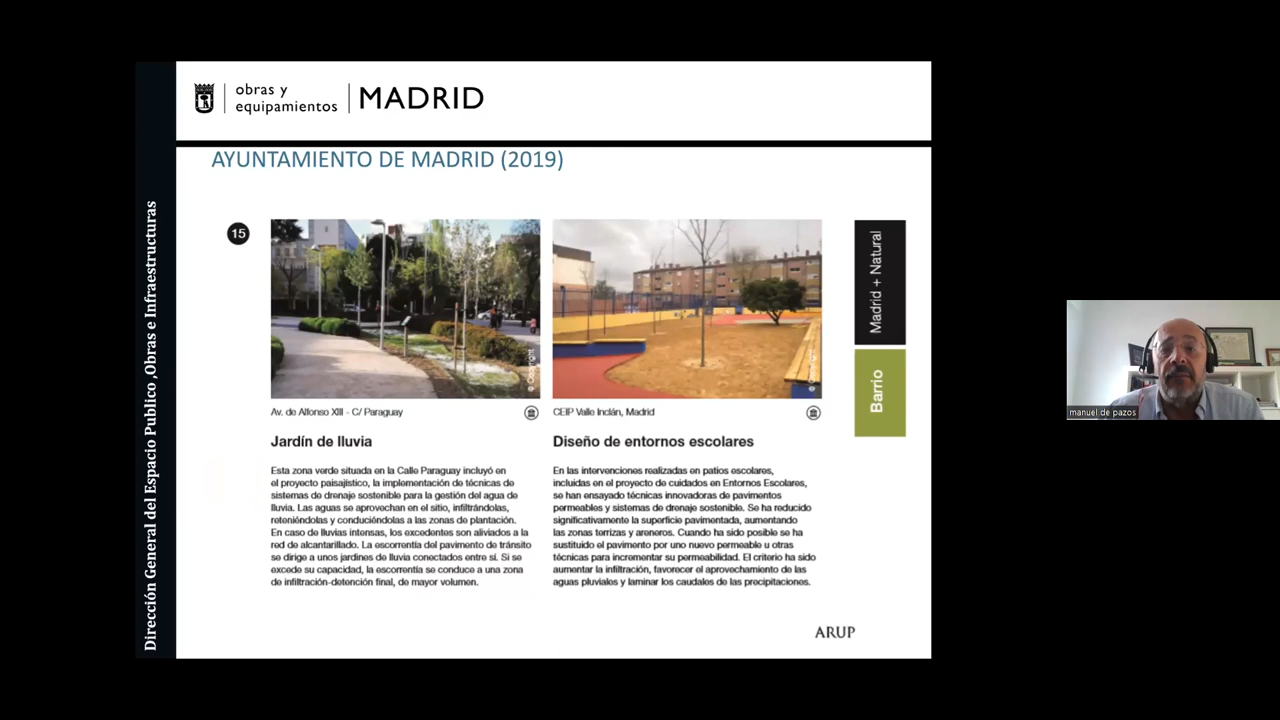 obras y
equipamientos
MADRID
AYUNTAMIENTO DE MADRID (2019)
Dirección General del Espacio Publico ,Obras e Infraestructuras
15
© Copyright
© Copyright
Madrid + Natural
Barrio
Av. de Alfonso XIII - C/ Paraguay
Jardín de lluvia
Esta zona verde situada en la Calle Paraguay incluyó en
el proyecto paisajístico, la implementación de técnicas de
sistemas de drenaje sostenible para la gestión del agua de
lluvia. Las aguas se aprovechan en el sitio, infiltrándolas,
reteniéndolas y conduciéndolas a las zonas de plantación.
En caso de lluvias intensas, los excedentes son aliviados a la
red de alcantarillado. La escorrentía del pavimento de tránsito
se dirige a unos jardines de lluvia conectados entre sí. Si se
excede su capacidad, la escorrentía se conduce a una zona
de infiltración-detención final, de mayor volumen.
CEIP Valle Inclán, Madrid
Diseño de entornos escolares
En las intervenciones realizadas en patios escolares,
incluidas en el proyecto de cuidados en Entornos Escolares,
se han ensayado técnicas innovadoras de pavimentos
permeables y sistemas de drenaje sostenible. Se ha reducido
significativamente la superficie pavimentada, aumentando
las zonas terrizas y areneros. Cuando ha sido posible se ha
sustituido el pavimento por uno nuevo permeable u otras
técnicas para incrementar su permeabilidad. El criterio ha sido
aumentar la infiltración, favorecer el aprovechamiento de las
aguas pluviales y laminar los caudales de las precipitaciones.
ARUP
manuel de pazos